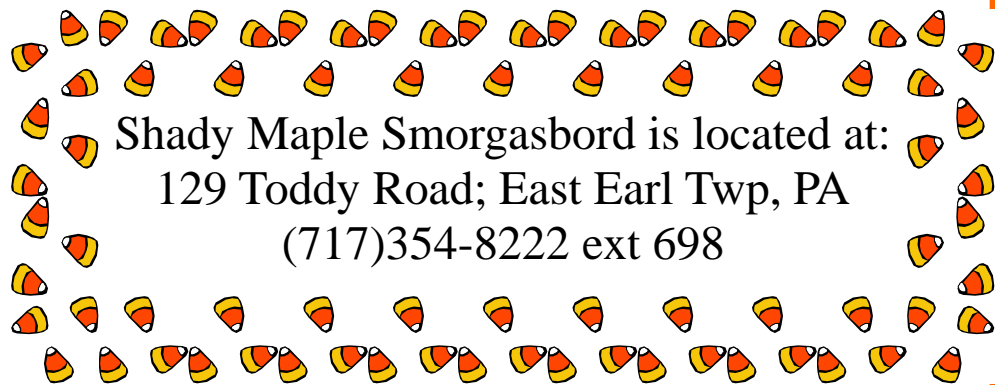 Shady Maple Smorgasbord is located at:
129 Toddy Road; East Earl Twp, PA
(717)354-8222 ext 698